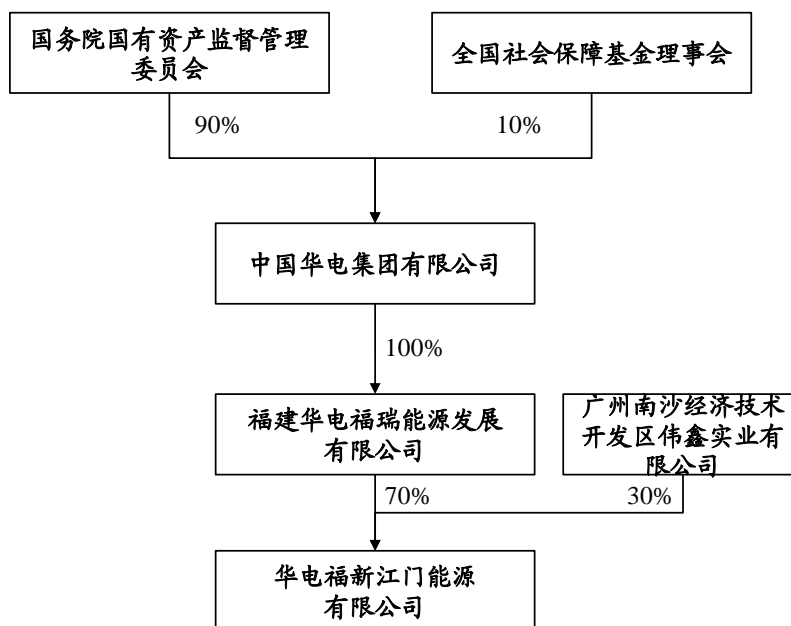 国务院国有资产监督管理
委员会
全国社会保障基金理事会
90%
10%
中国华电集团有限公司
100%
福建华电福瑞能源发展
有限公司
广州南沙经济技术
开发区伟鑫实业有
限公司
70%
30%
华电福新江门能源
有限公司